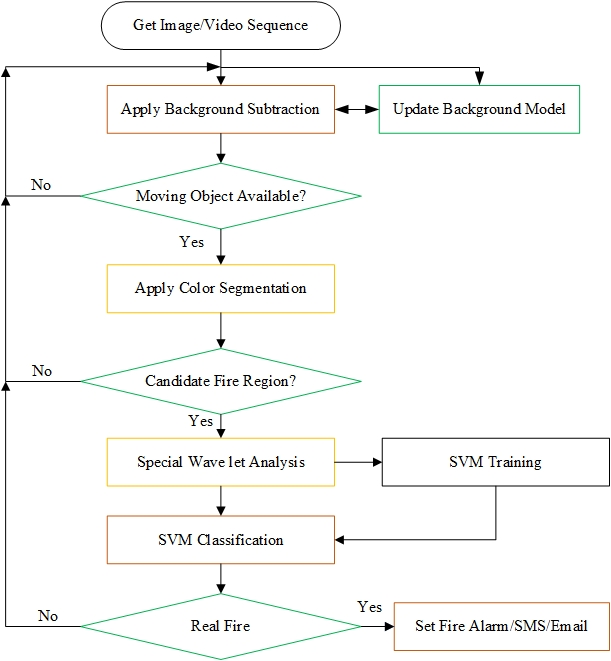 Get Image/Video Sequence
Apply Background Subtraction
Update Background Model
No
Moving Object Available?
Yes
Apply Color Segmentation
No
Candidate Fire Region?
Yes
Special Wave let Analysis
SVM Training
SVM Classification
No
Real Fire
Yes
Set Fire Alarm/SMS/Email